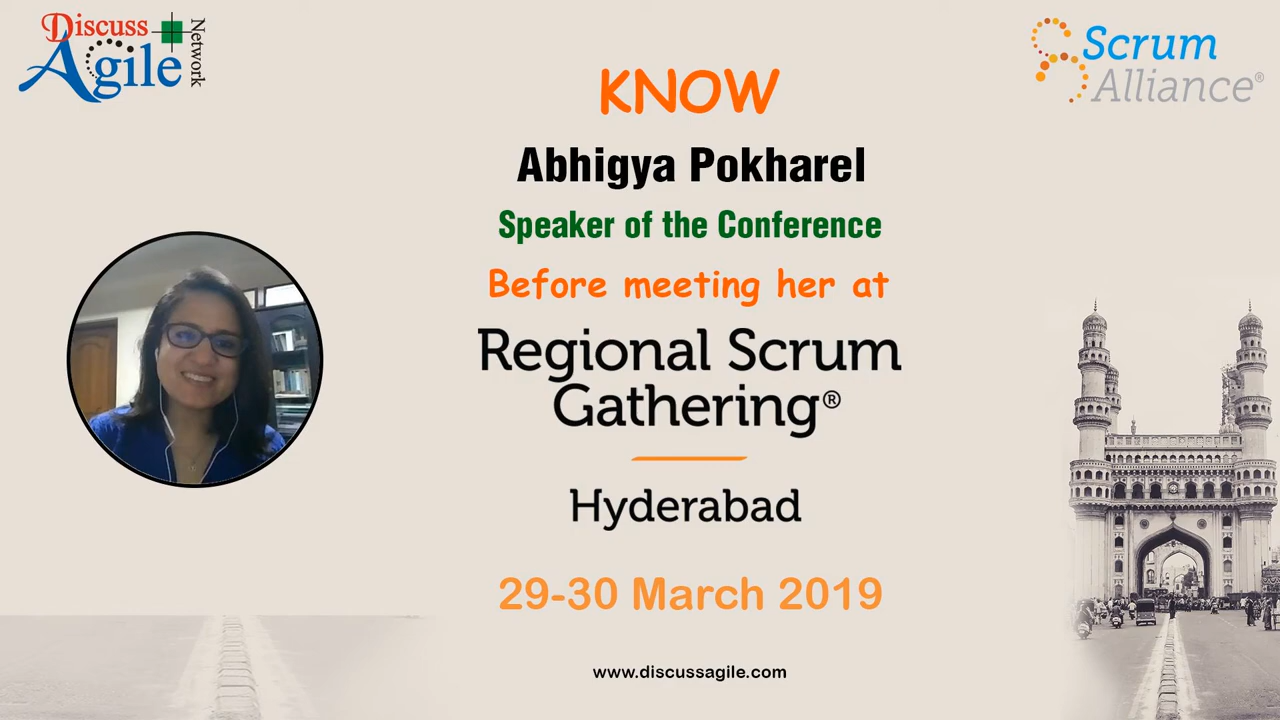 Discuss
Agile
Network
Scrum
Alliance®
KNOW
Abhigya Pokharel
Speaker of the Conference
Before meeting her at
Regional Scrum
Gathering®
Hyderabad
29-30 March 2019
www.discussagile.com